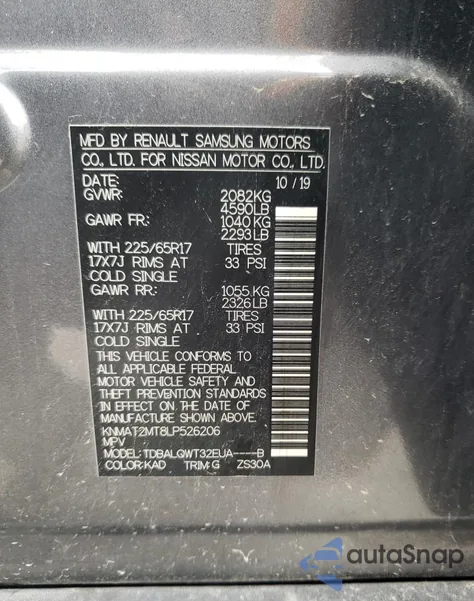 MFD BY RENAULT SAMSUNG MOTORS
CO., LTD. FOR NISSAN MOTOR CO., LTD.
DATE: 10 / 19
GVWR: 2082KG
4590LB
GAWR FR: 1040 KG
2293LB
WITH 225/65R17 TIRES
17X7J RIMS AT 33 PSI
COLD SINGLE
GAWR RR: 1055 KG
2326LB
WITH 225/65R17 TIRES
17X7J RIMS AT 33 PSI
COLD SINGLE
THIS VEHICLE CONFORMS TO
ALL APPLICABLE FEDERAL
MOTOR VEHICLE SAFETY AND
THEFT PREVENTION STANDARDS
IN EFFECT ON THE DATE OF
MANUFACTURE SHOWN ABOVE.
KNMAT2MT8LP526206
MPV
MODEL: TDBALQWT32EUA----B
COLOR: KAD TRIM: G ZS30A
autoSnap